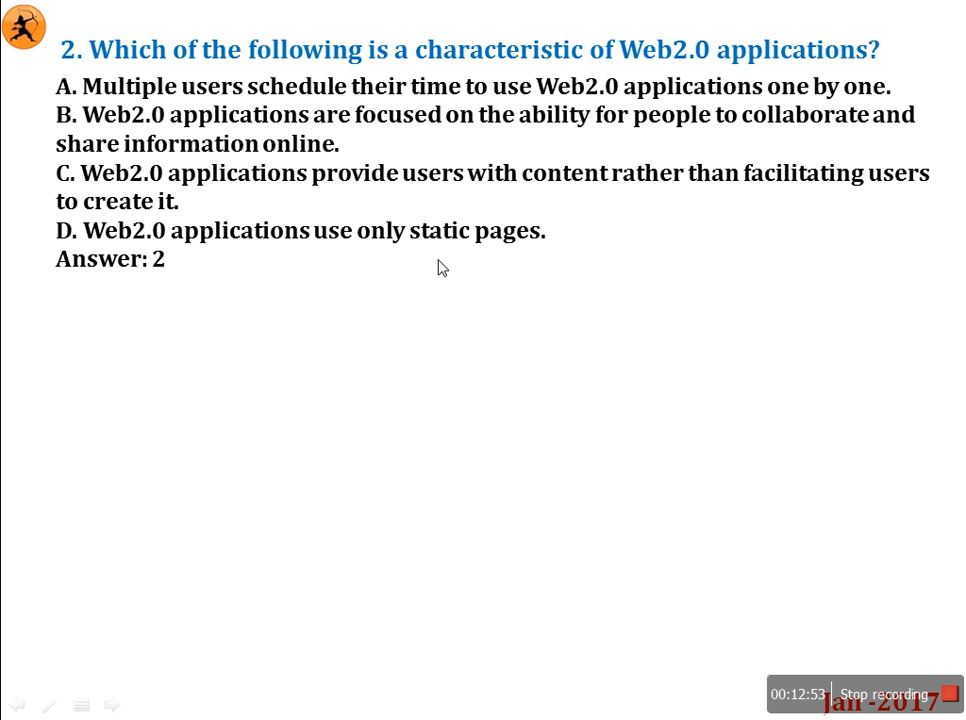 2. Which of the following is a characteristic of Web2.0 applications?
A. Multiple users schedule their time to use Web2.0 applications one by one.
B. Web2.0 applications are focused on the ability for people to collaborate and
share information online.
C. Web2.0 applications provide users with content rather than facilitating users
to create it.
D. Web2.0 applications use only static pages.
Answer: 2
00:12:53 Stop recording
Jan -2017